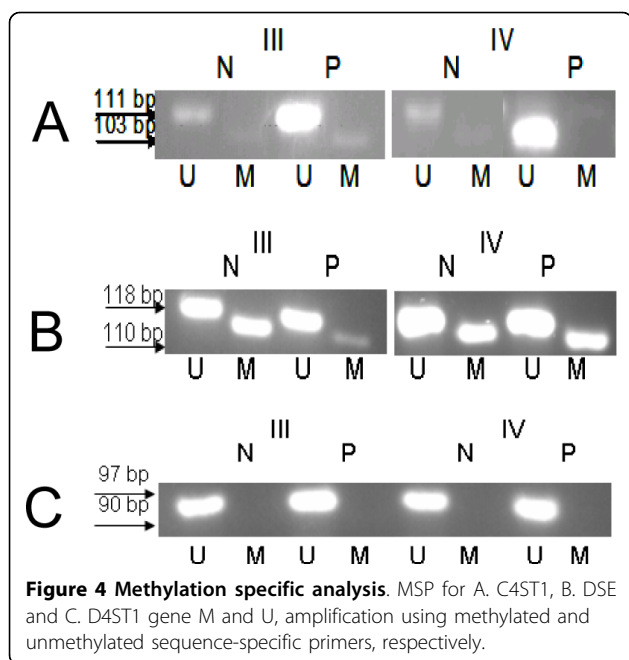 III IV
N P N P
111 bp
A
103 bp
U M U M U M U M
III IV
N P N P
118 bp
B
110 bp
U M U M U M U M
III IV
N P N P
97 bp
C
90 bp
U M U M U M U M
Figure 4 Methylation specific analysis. MSP for A. C4ST1, B. DSE
and C. D4ST1 gene M and U, amplification using methylated and
unmethylated sequence-specific primers, respectively.